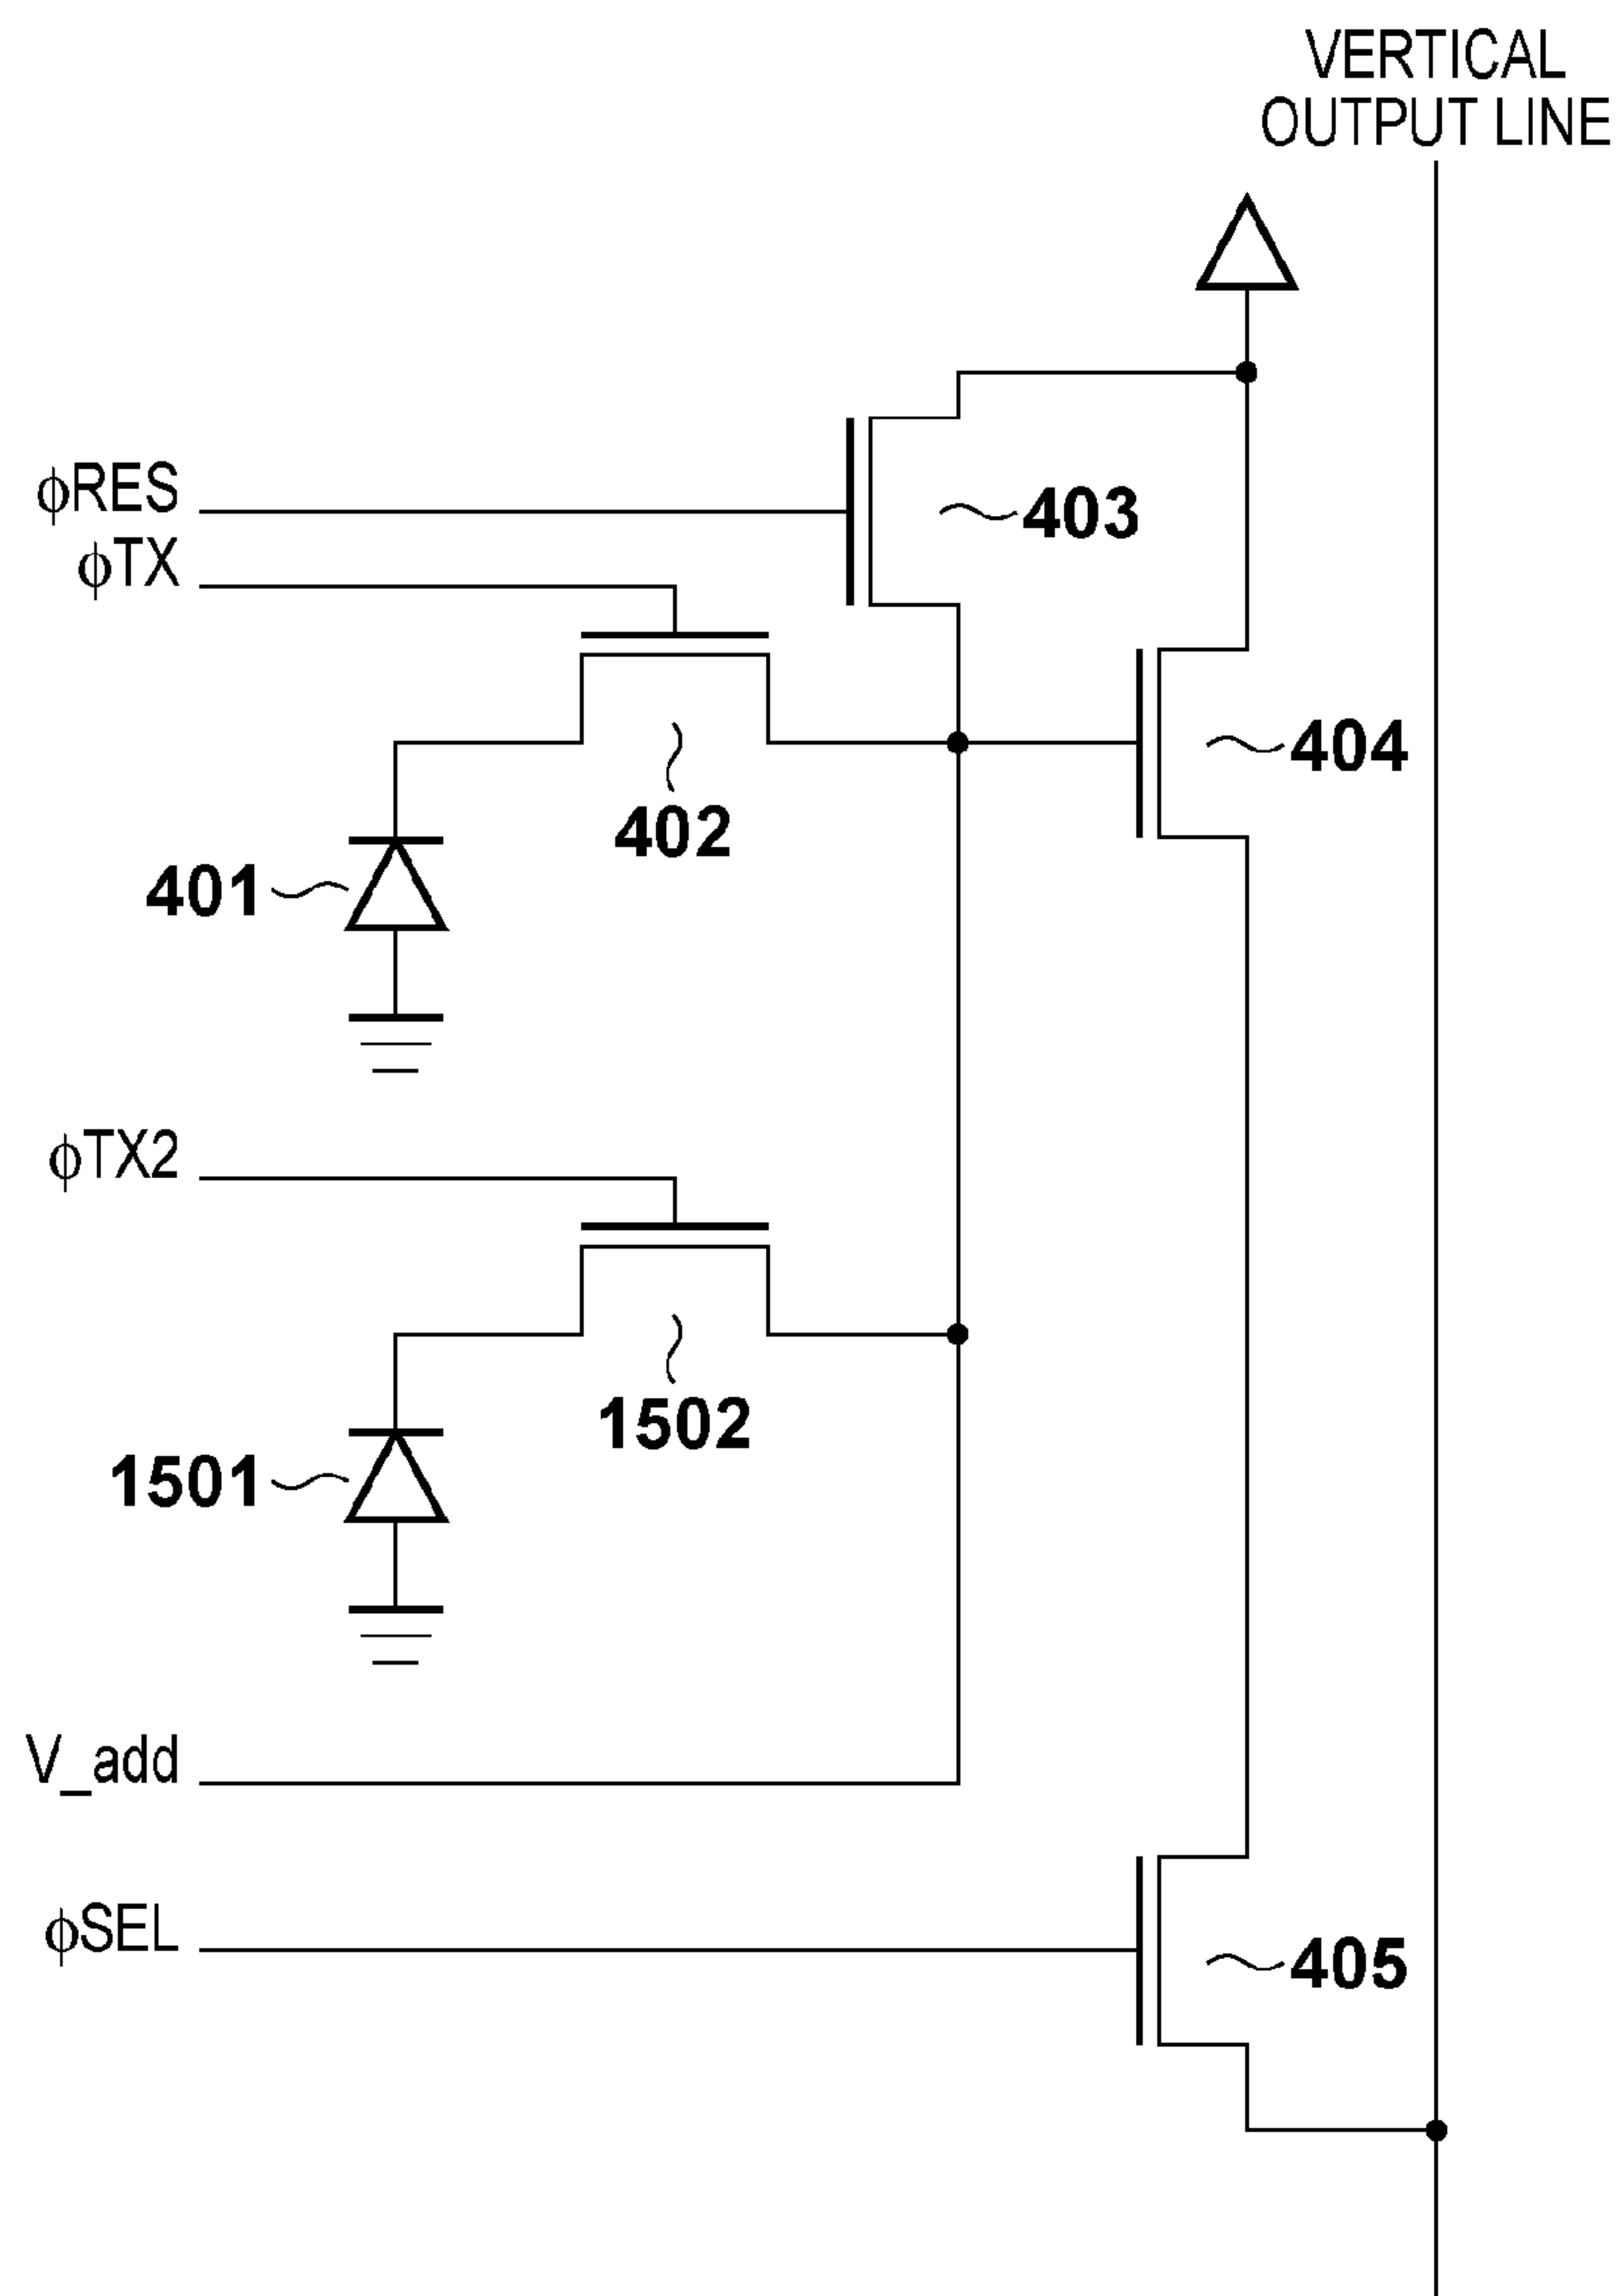 VERTICAL
OUTPUT LINE
ϕRES
403
ϕTX
404
402
401
ϕTX2
1502
1501
V_add
ϕSEL
405